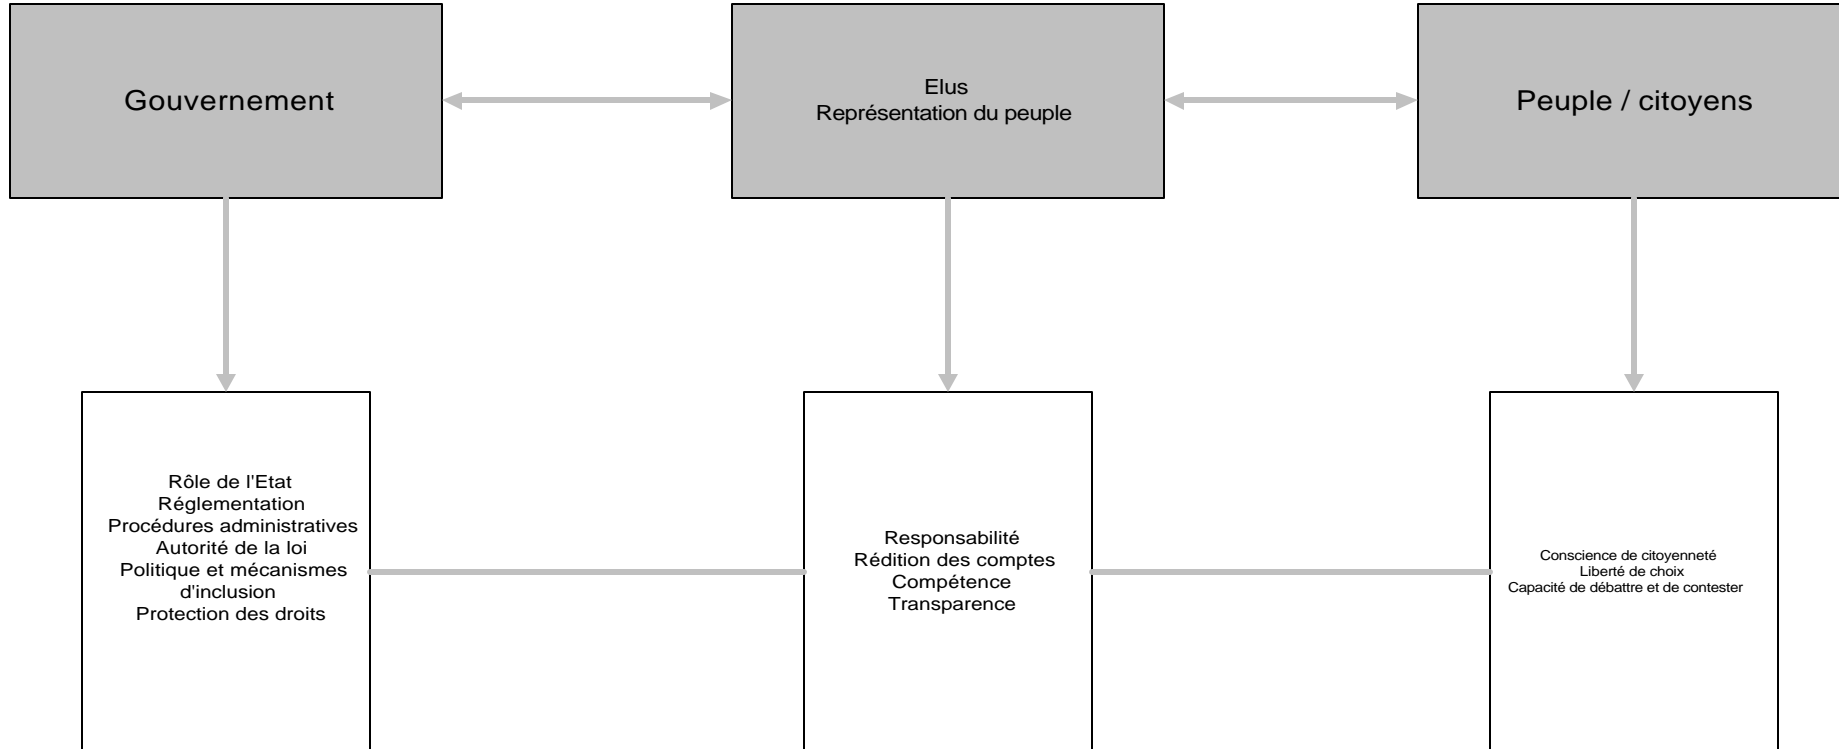 Gouvernement
Elus
Représentation du peuple
Peuple / citoyens
Rôle de l'Etat
Réglementation
Procédures administratives
Autorité de la loi
Politique et mécanismes
d'inclusion
Protection des droits
Responsabilité
Rédition des comptes
Compétence
Transparence
Conscience de citoyenneté
Liberté de choix
Capacité de débattre et de contester